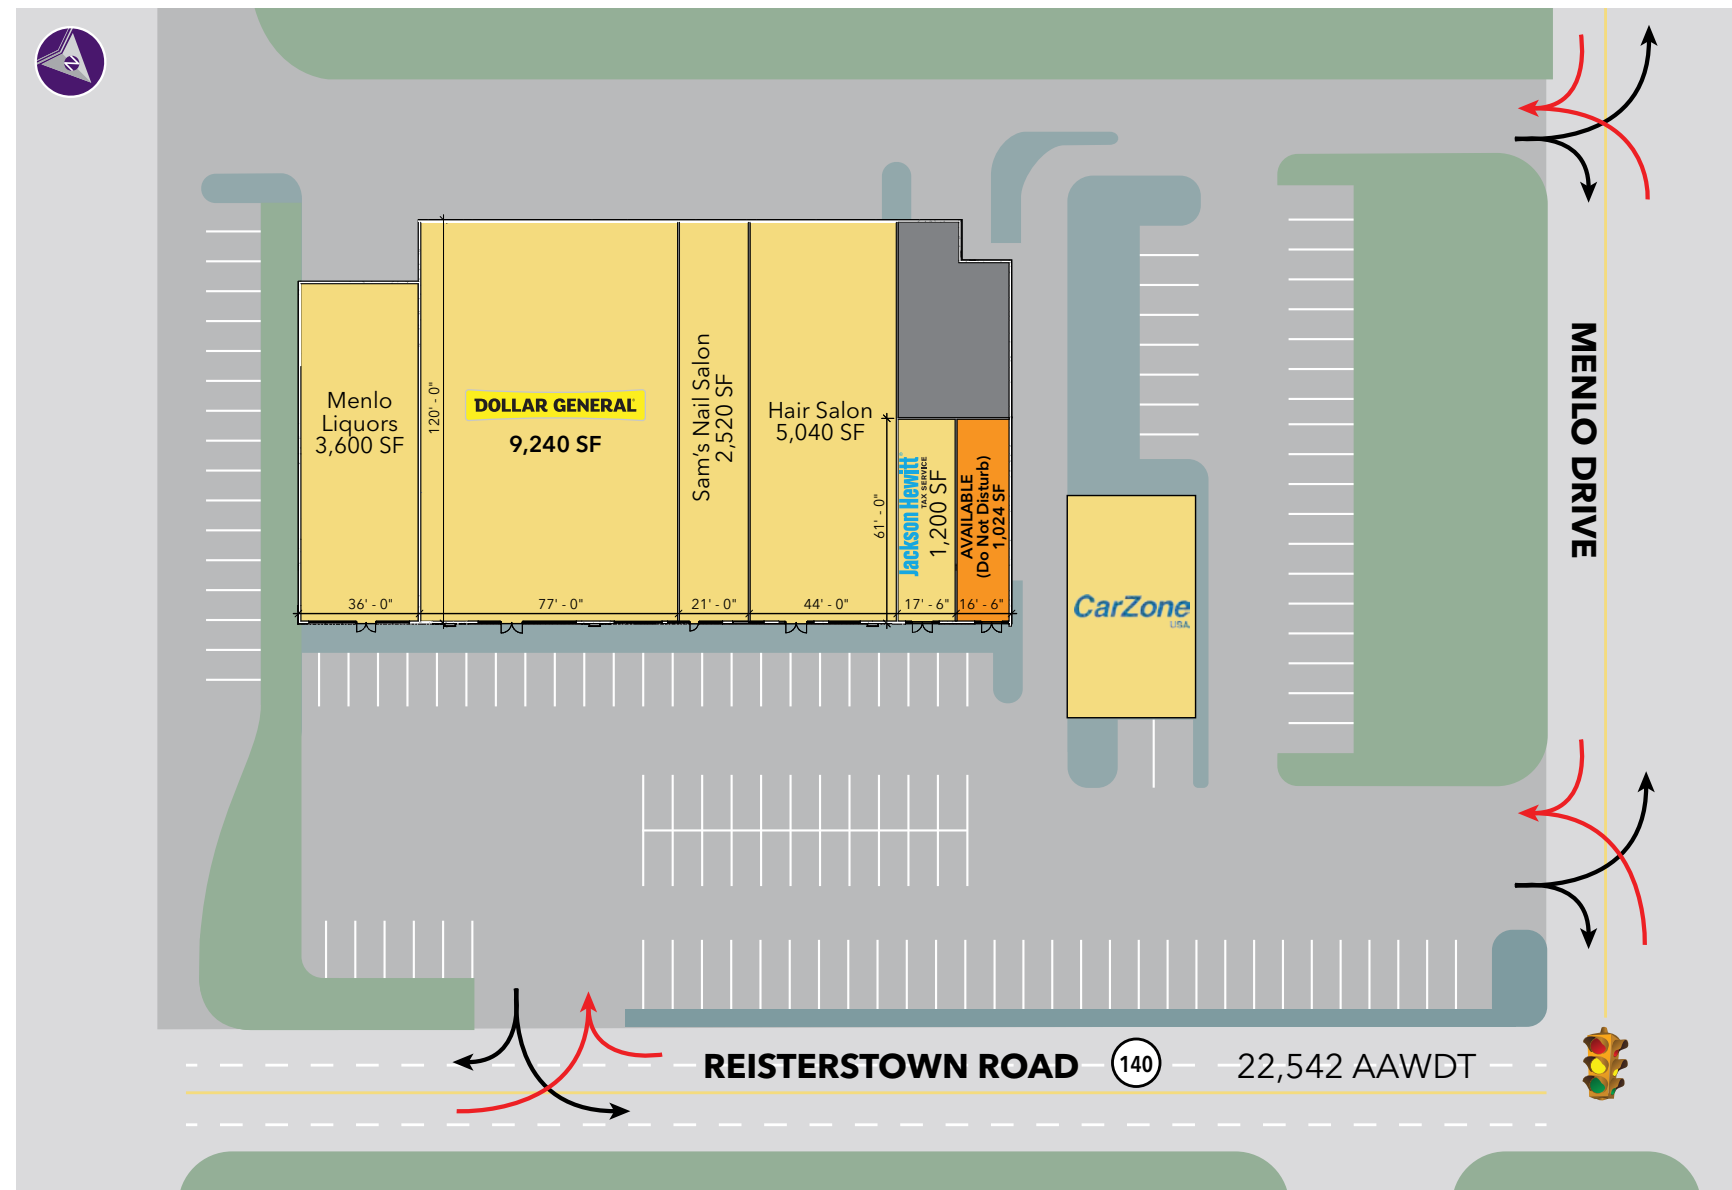 N
Menlo
Liquors
3,600 SF
120' - 0"
DOLLAR GENERAL
9,240 SF
Sam's Nail Salon
2,520 SF
Hair Salon
5,040 SF
61' - 0"
Jackson Hewitt
TAX SERVICE
1,200 SF
AVAILABLE
(Do Not Disturb)
1,024 SF
36' - 0"
77' - 0"
21' - 0"
44' - 0"
17' - 6"
16' - 6"
CarZone
USA
MENLO DRIVE
REISTERSTOWN ROAD 140 22,542 AAWDT